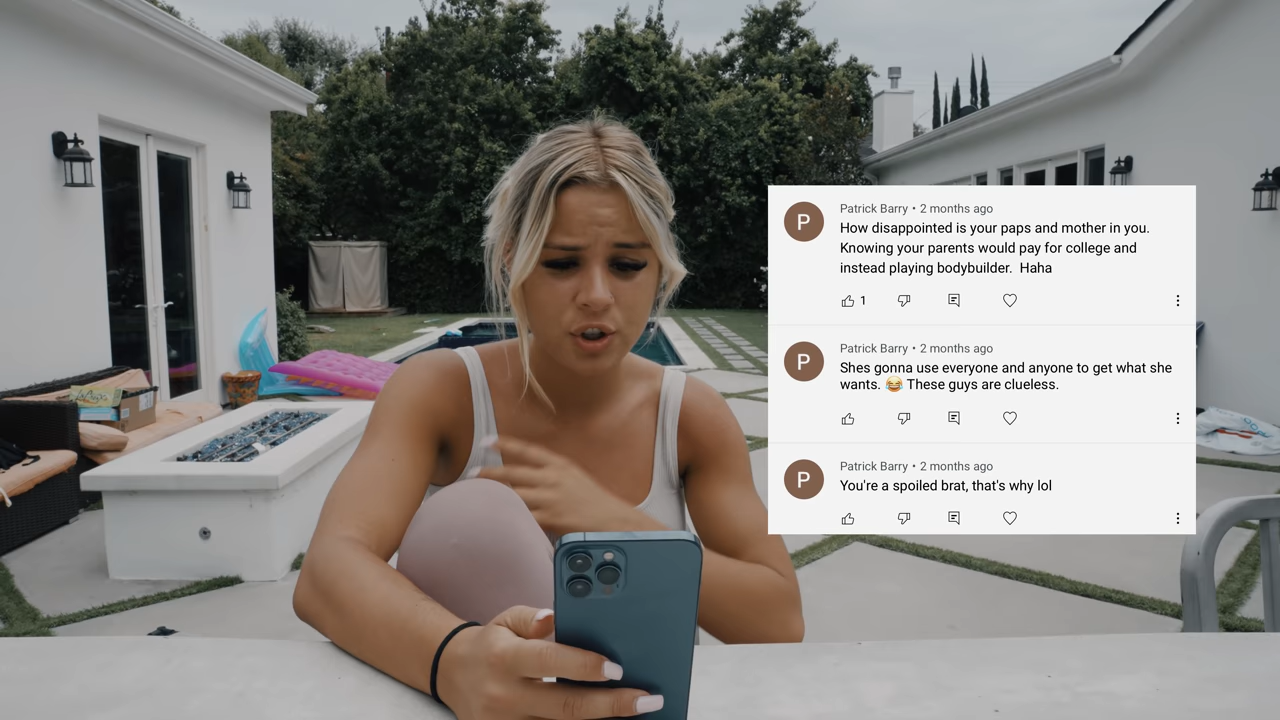 P
Patrick Barry • 2 months ago
How disappointed is your paps and mother in you.
Knowing your parents would pay for college and
instead playing bodybuilder.  Haha
1
P
Patrick Barry • 2 months ago
Shes gonna use everyone and anyone to get what she
wants. 😂 These guys are clueless.
P
Patrick Barry • 2 months ago
You're a spoiled brat, that's why lol
LaCroix